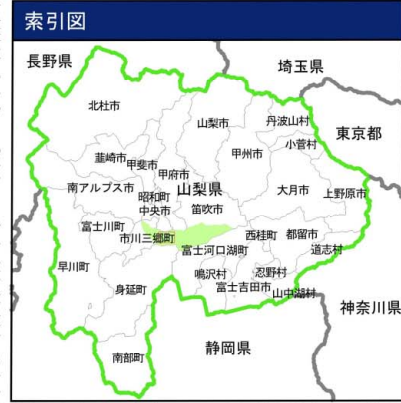 索引図
長野県
埼玉県
北杜市
山梨市
丹波山村
東京都
小菅村
韮崎市
甲斐市
甲府市
甲州市
南アルプス市
山梨県
大月市
上野原市
昭和町
中央市
笛吹市
富士川町
市川三郷町
西桂町
都留市
道志村
富士河口湖町
早川町
鳴沢村
忍野村
身延町
富士吉田市
山中湖村
神奈川県
静岡県
南部町